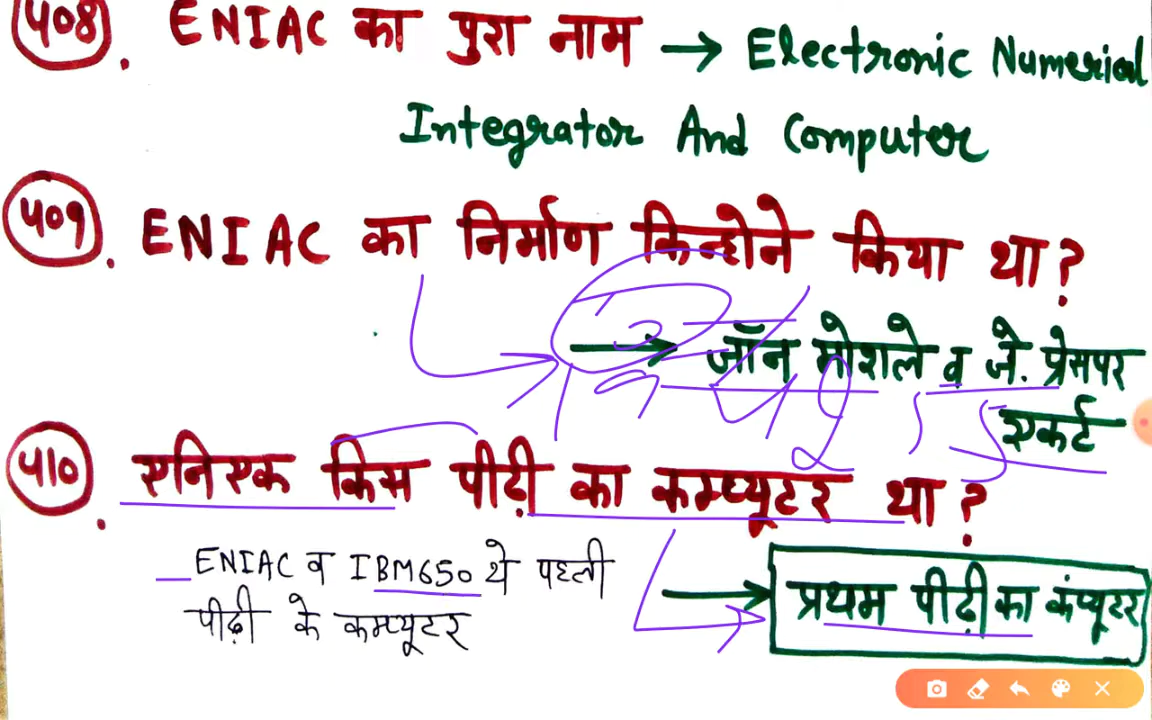 408. ENIAC का पुरा नाम → Electronic Numerical
Integrator And Computer
409. ENIAC का निर्माण किन्होने किया था?
→ जॉन मोशले व जे. प्रेसपर
एकर्ट
410. एनिएक किस पीढ़ी का कम्प्यूटर था?
ENIAC व IBM650 थे पहली
पीढ़ी के कम्प्यूटर
→ प्रथम पीढ़ी का कंप्यूटर